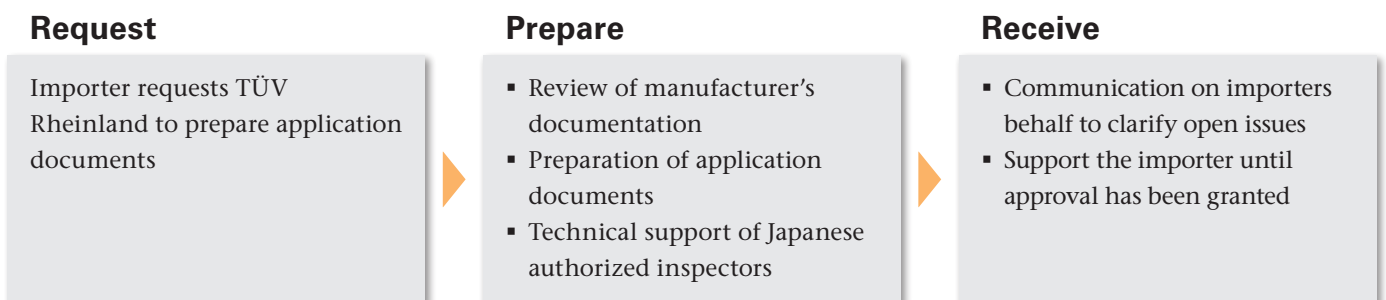 Request
Importer requests TÜV
Rheinland to prepare application
documents
Prepare
▪ Review of manufacturer’s
documentation
▪ Preparation of application
documents
▪ Technical support of Japanese
authorized inspectors
Receive
▪ Communication on importers
behalf to clarify open issues
▪ Support the importer until
approval has been granted